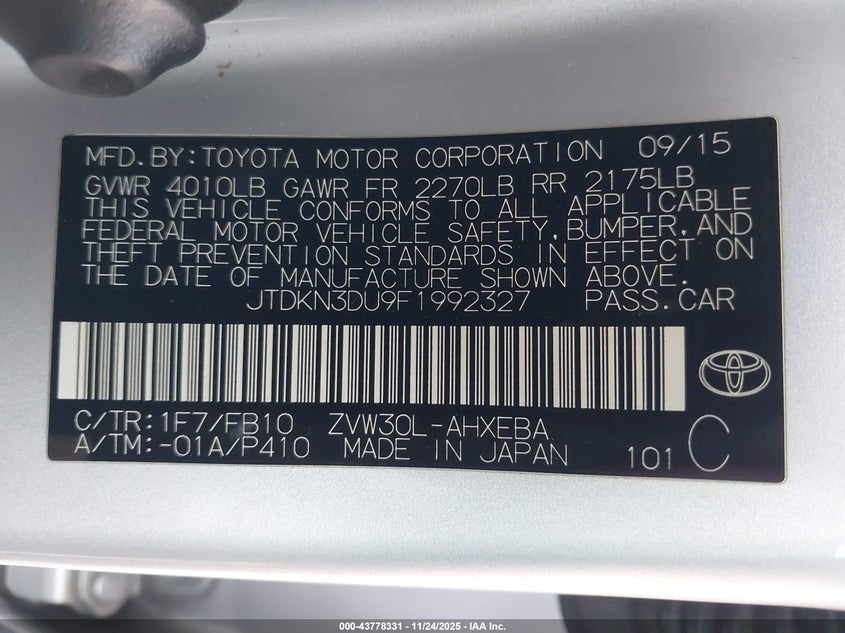 MFD.BY:TOYOTA MOTOR CORPORATION 09/15
GVWR 4010LB GAWR FR 2270LB RR 2175LB
THIS VEHICLE CONFORMS TO ALL APPLICABLE
FEDERAL MOTOR VEHICLE SAFETY,BUMPER,AND
THEFT PREVENTION STANDARDS IN EFFECT ON
THE DATE OF MANUFACTURE SHOWN ABOVE.
JTDKN3DU9F1992327 PASS.CAR
C/TR:1F7/FB10 ZVW30L-AHXEBA
A/TM:-01A/P410 MADE IN JAPAN 101 C
000-43778331 - 11/24/2025 - IAA Inc.